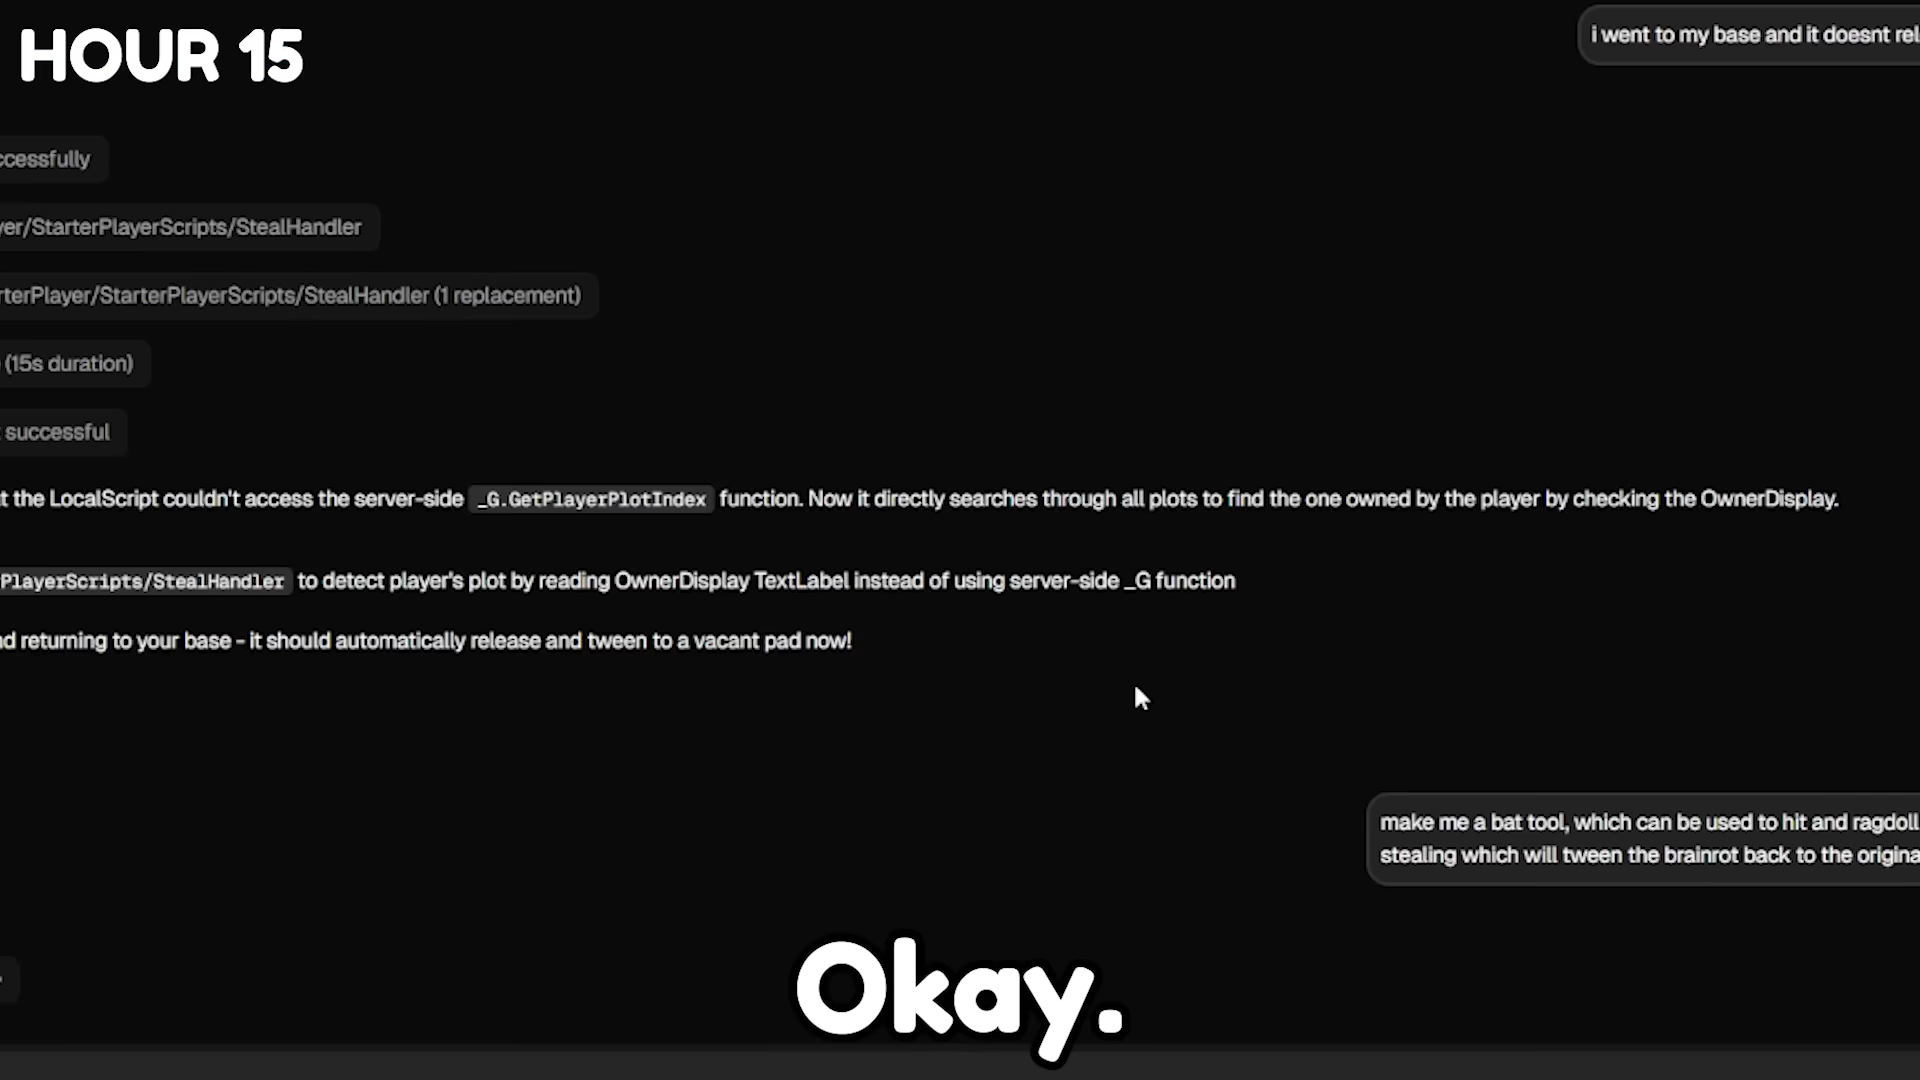 HOUR 15
i went to my base and it doesnt
ccessfully
yer/StarterPlayerScripts/StealHandler
rterPlayer/StarterPlayerScripts/StealHandler (1 replacement)
(15s duration)
successful
t the LocalScript couldn't access the server-side _G.GetPlayerPlotIndex function. Now it directly searches through all plots to find the one owned by the player by checking the OwnerDisplay.
PlayerScripts/StealHandler to detect player's plot by reading OwnerDisplay TextLabel instead of using server-side _G function
nd returning to your base - it should automatically release and tween to a vacant pad now!
make me a bat tool, which can be used to hit and ragdoll
stealing which will tween the brainrot back to the origina
Okay.